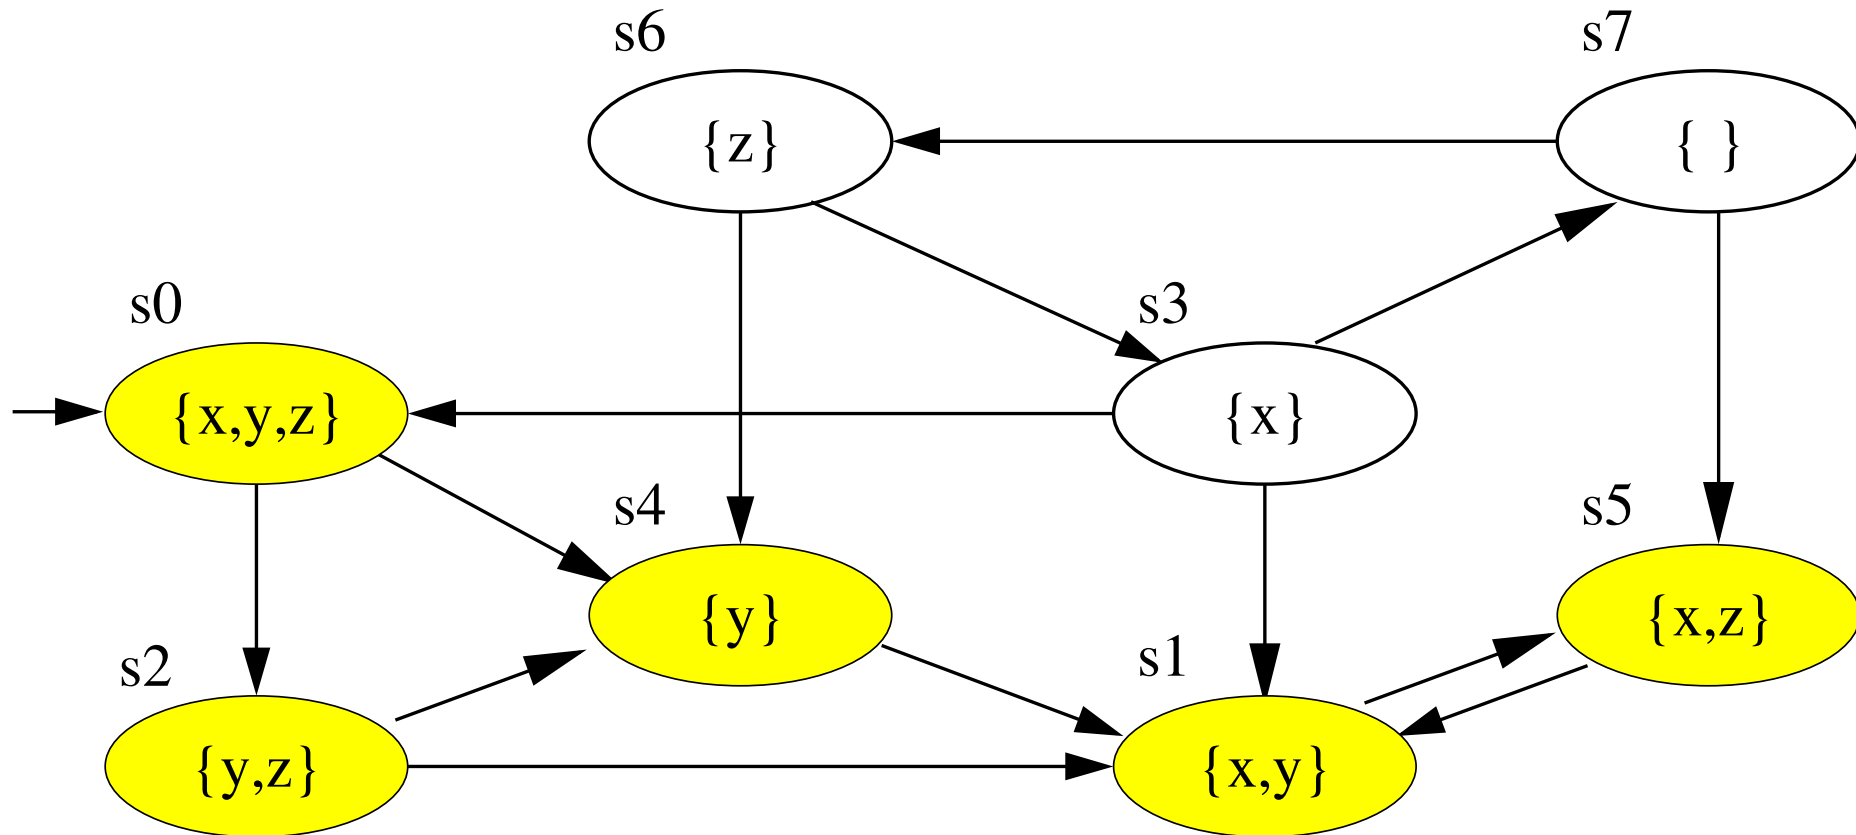 s6
s7
{z}
{ }
s0
s3
{x,y,z}
{x}
s4
s5
{y}
{x,z}
s2
s1
{y,z}
{x,y}